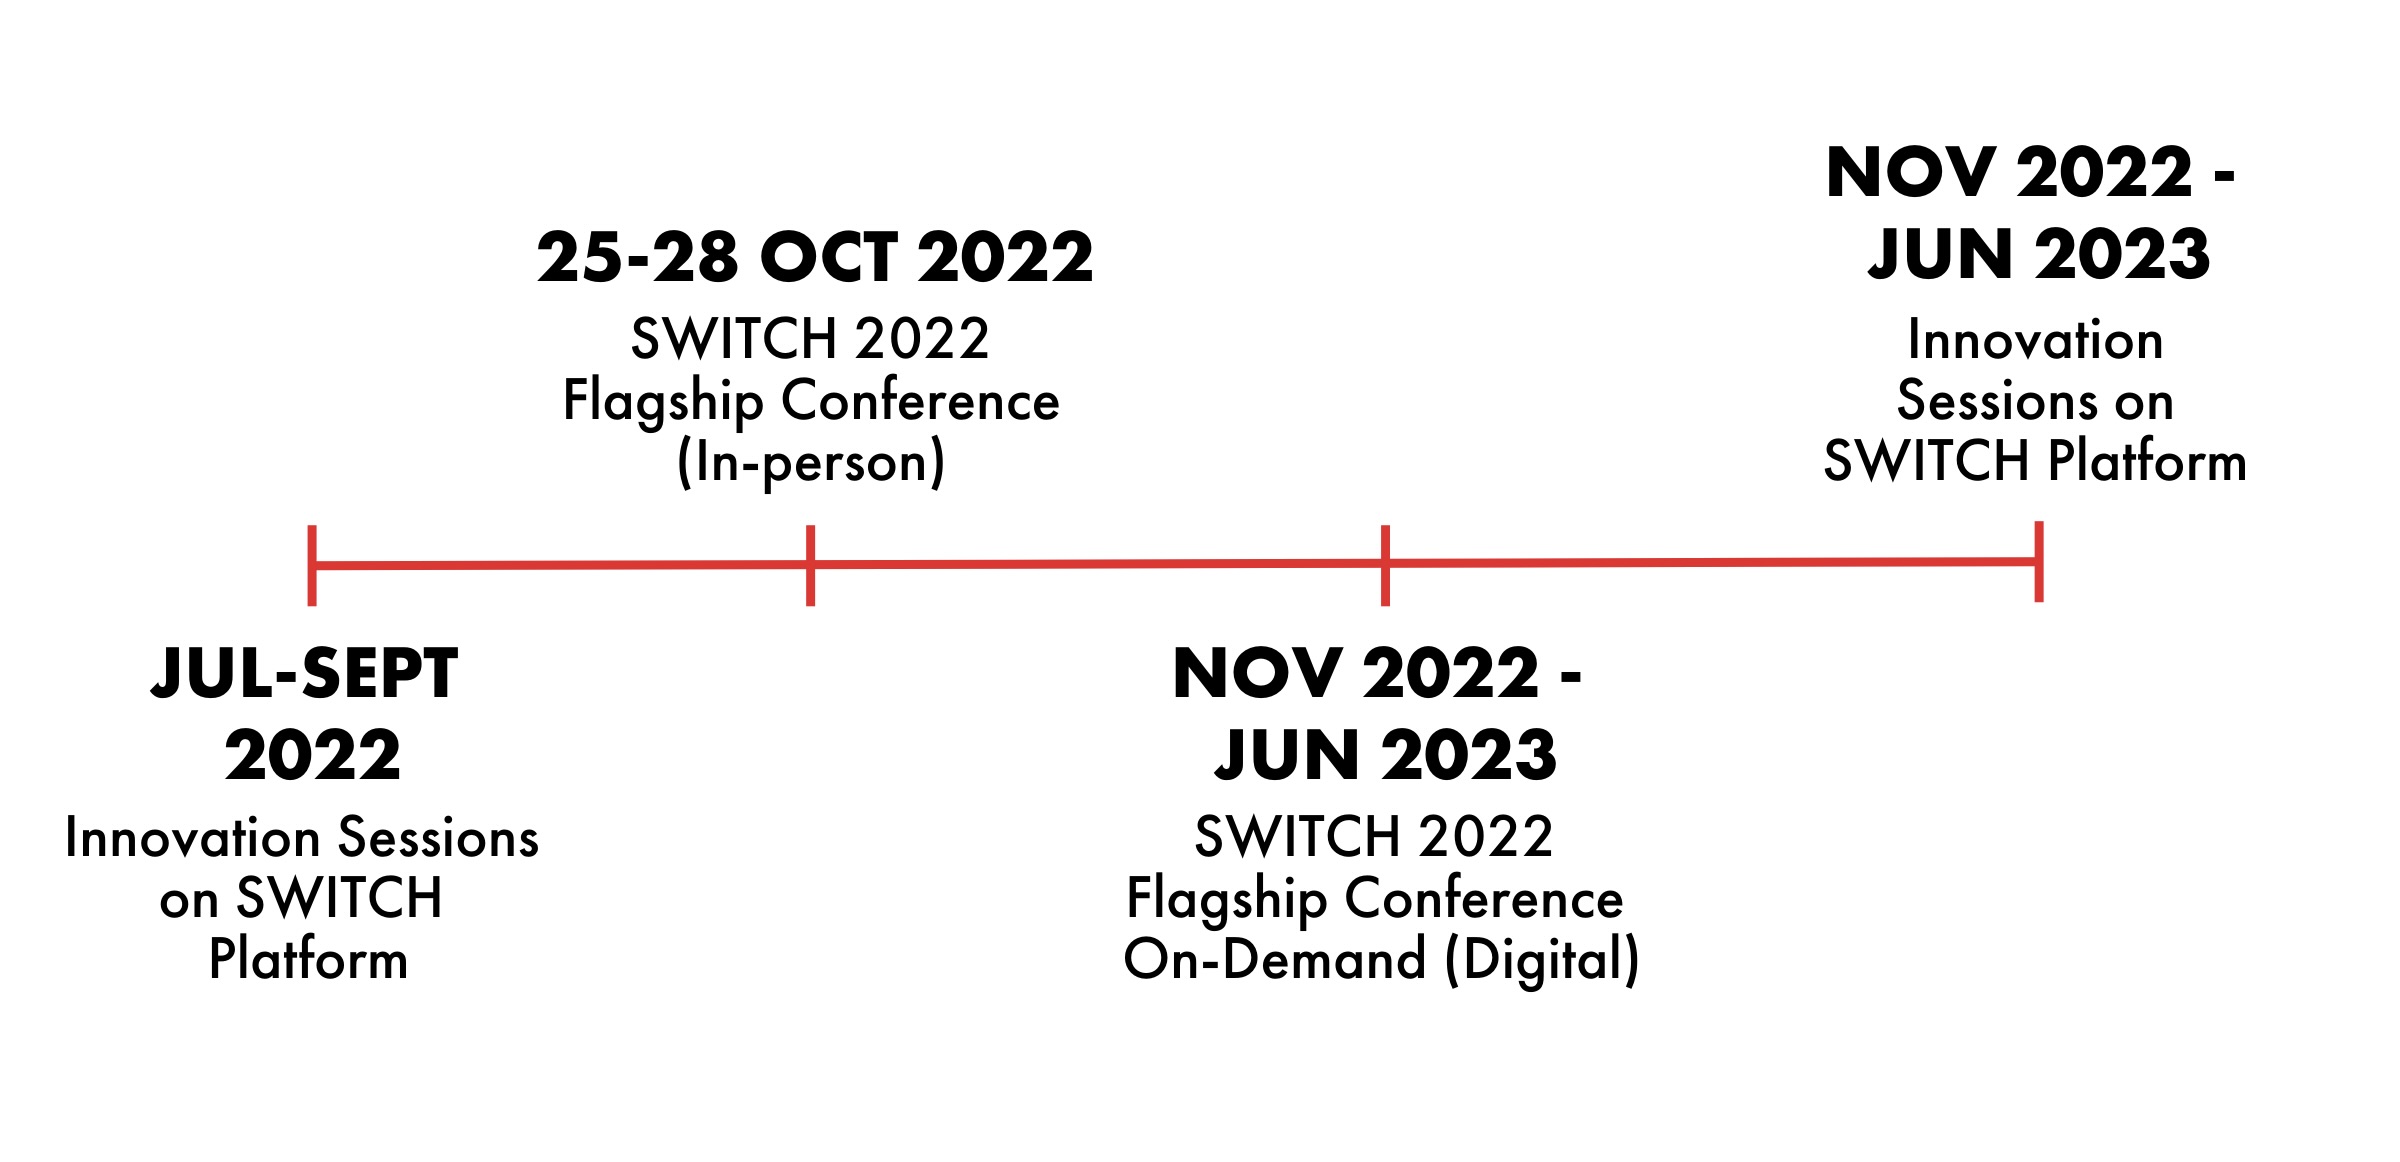 JUL-SEPT
2022
Innovation Sessions
on SWITCH
Platform
25-28 OCT 2022
SWITCH 2022
Flagship Conference
(In-person)
NOV 2022 -
JUN 2023
SWITCH 2022
Flagship Conference
On-Demand (Digital)
NOV 2022 -
JUN 2023
Innovation
Sessions on
SWITCH Platform